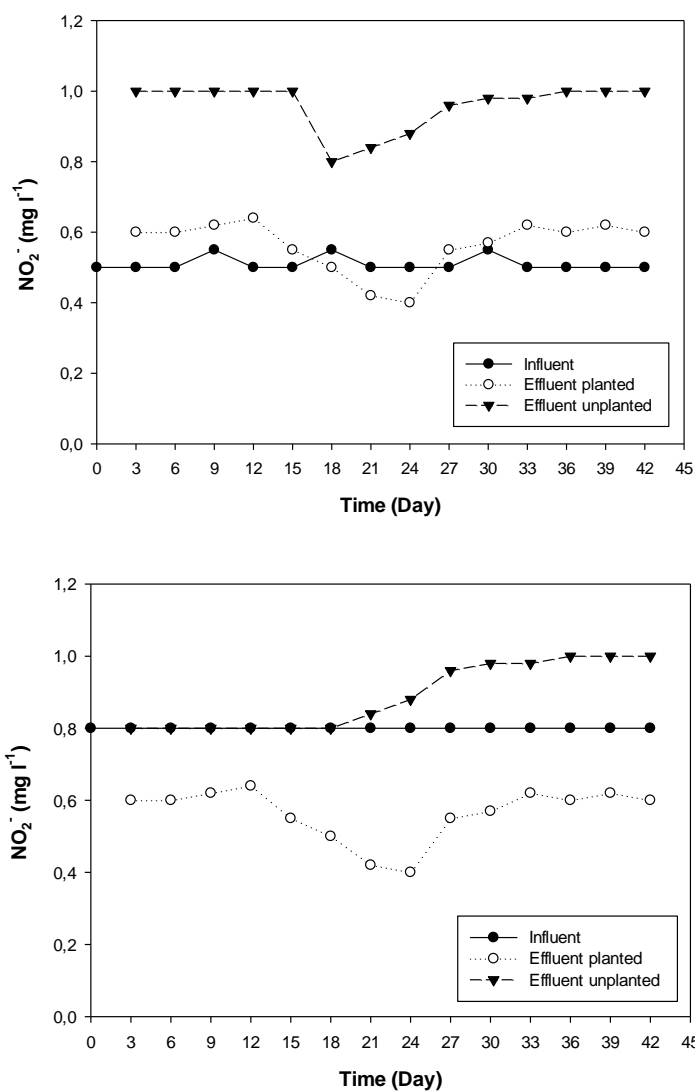 1,2
1,0
0,8
0,6
0,4
0,2
0,0
NO₂⁻ (mg l⁻¹)
Influent
Effluent planted
Effluent unplanted
0 3 6 9 12 15 18 21 24 27 30 33 36 39 42 45
Time (Day)
1,2
1,0
0,8
0,6
0,4
0,2
0,0
NO₂⁻ (mg l⁻¹)
Influent
Effluent planted
Effluent unplanted
0 3 6 9 12 15 18 21 24 27 30 33 36 39 42 45
Time (Day)